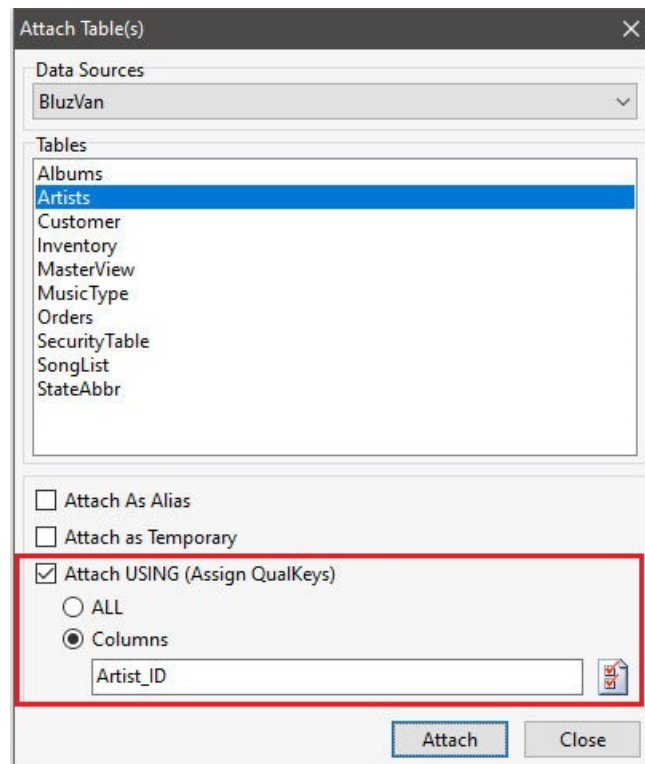 Attach Table(s)
Data Sources
BluzVan
Tables
Albums
Artists
Customer
Inventory
MasterView
MusicType
Orders
SecurityTable
SongList
StateAbbr
Attach As Alias
Attach as Temporary
Attach USING (Assign QualKeys)
ALL
Columns
Artist_ID
Attach Close